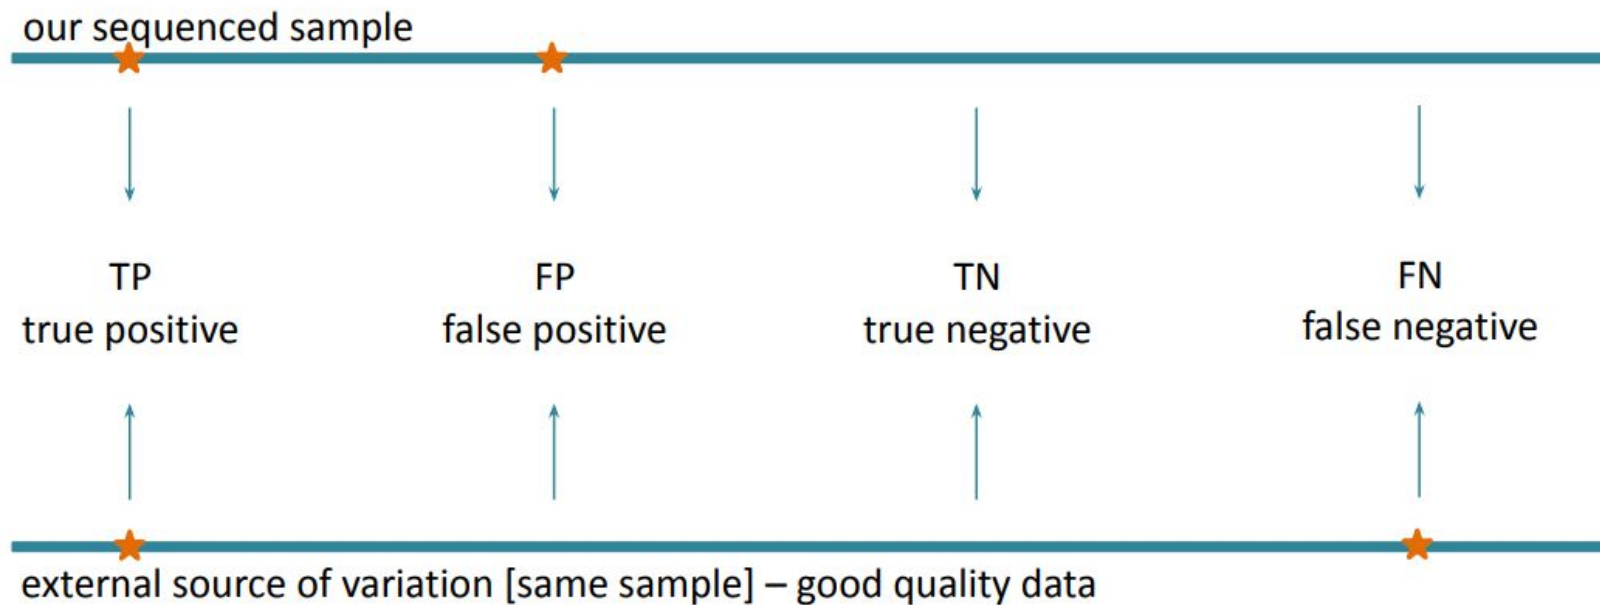 our sequenced sample
TP
true positive
FP
false positive
TN
true negative
FN
false negative
external source of variation [same sample] – good quality data